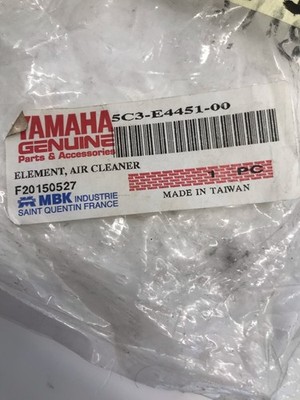 YAMAHA 5C3-E4451-00
GENUINE
Parts & Accessories
ELEMENT, AIR CLEANER
F20150527 1 PC
MBK INDUSTRIE MADE IN TAIWAN
SAINT QUENTIN FRANCE